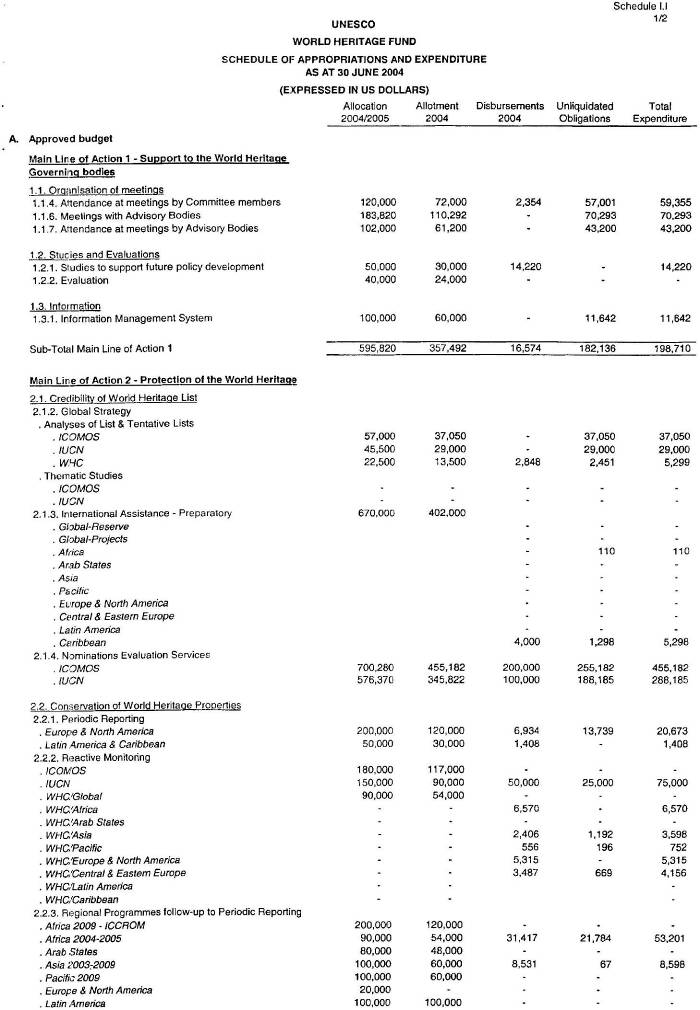 Schedule I.I
1/2
UNESCO
WORLD HERITAGE FUND
SCHEDULE OF APPROPRIATIONS AND EXPENDITURE
AS AT 30 JUNE 2004
(EXPRESSED IN US DOLLARS)
Allocation Allotment Disbursements Unliquidated Total
2004/2005 2004 2004 Obligations Expenditure
A. Approved budget
Main Line of Action 1 - Support to the World Heritage
Governing bodies
1.1. Organisation of meetings
1.1.4. Attendance at meetings by Committee members 120,000 72,000 2,354 57,001 59,355
1.1.6. Meetings with Advisory Bodies 183,820 110,292 - 70,293 70,293
1.1.7. Attendance at meetings by Advisory Bodies 102,000 61,200 - 43,200 43,200
1.2. Studies and Evaluations
1.2.1. Studies to support future policy development 50,000 30,000 14,220 - 14,220
1.2.2. Evaluation 40,000 24,000 - - -
1.3. Information
1.3.1. Information Management System 100,000 60,000 - 11,642 11,642
Sub-Total Main Line of Action 1 595,820 357,492 16,574 182,136 198,710
Main Line of Action 2 - Protection of the World Heritage
2.1. Credibility of World Heritage List
2.1.2. Global Strategy
. Analyses of List & Tentative Lists
. ICOMOS 57,000 37,050 - 37,050 37,050
. IUCN 45,500 29,000 - 29,000 29,000
. WHC 22,500 13,500 2,848 2,451 5,299
. Thematic Studies
. ICOMOS - - - - -
. IUCN - - - - -
2.1.3. International Assistance - Preparatory 670,000 402,000
. Global-Reserve - - -
. Global-Projects - - -
. Africa - 110 110
. Arab States - - -
. Asia - - -
. Pacific - - -
. Europe & North America - - -
. Central & Eastern Europe - - -
. Latin America - - -
. Caribbean 4,000 1,298 5,298
2.1.4. Nominations Evaluation Services
. ICOMOS 700,280 455,182 200,000 255,182 455,182
. IUCN 576,370 345,822 100,000 188,185 288,185
2.2. Conservation of World Heritage Properties
2.2.1. Periodic Reporting
. Europe & North America 200,000 120,000 6,934 13,739 20,673
. Latin America & Caribbean 50,000 30,000 1,408 - 1,408
2.2.2. Reactive Monitoring
. ICOMOS 180,000 117,000 - - -
. IUCN 150,000 90,000 50,000 25,000 75,000
. WHC/Global 90,000 54,000 - - -
. WHC/Africa - - 6,570 - 6,570
. WHC/Arab States - - - - -
. WHC/Asia - - 2,406 1,192 3,598
. WHC/Pacific - - 556 196 752
. WHC/Europe & North America - - 5,315 - 5,315
. WHC/Central & Eastern Europe - - 3,487 669 4,156
. WHC/Latin America - - -
. WHC/Caribbean - - -
2.2.3. Regional Programmes follow-up to Periodic Reporting
. Africa 2009 - ICCROM 200,000 120,000 - - -
. Africa 2004-2005 90,000 54,000 31,417 21,784 53,201
. Arab States 80,000 48,000 - - -
. Asia 2003-2009 100,000 60,000 8,531 67 8,598
. Pacific 2009 100,000 60,000 - - -
. Europe & North America 20,000 - - - -
. Latin America 100,000 100,000 - - -